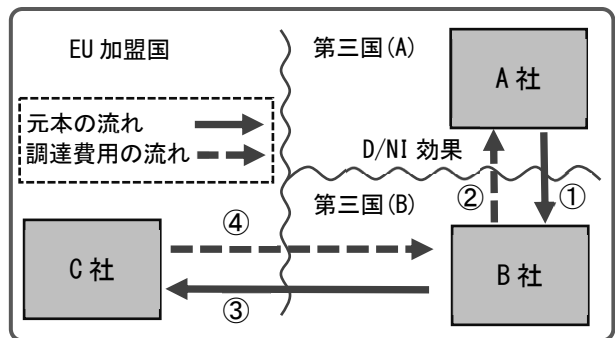 EU 加盟国
第三国(A)
A 社
元本の流れ
調達費用の流れ
D/NI 効果
②
①
第三国(B)
④
C 社
B 社
③